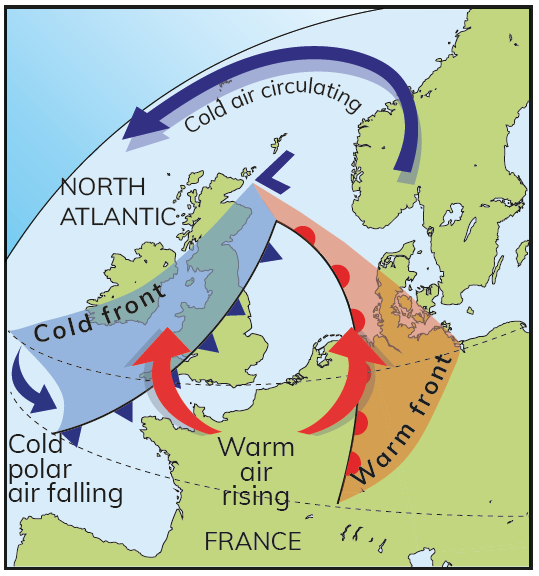 Cold air circulating
NORTH
ATLANTIC
L
Cold front
Warm front
Cold
polar
air falling
Warm
air
rising
FRANCE